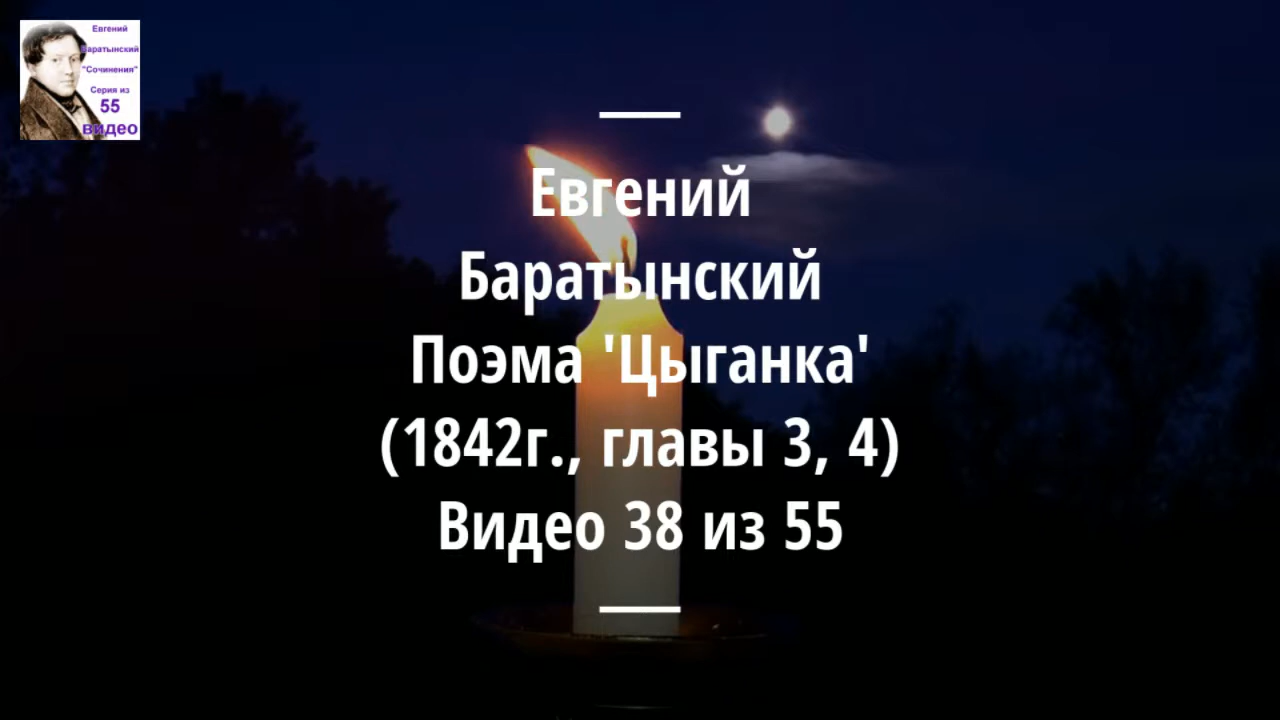 Евгений
Баратынский
"Сочинения"
Серия из
55
видео
Евгений
Баратынский
Поэма 'Цыганка'
(1842г., главы 3, 4)
Видео 38 из 55